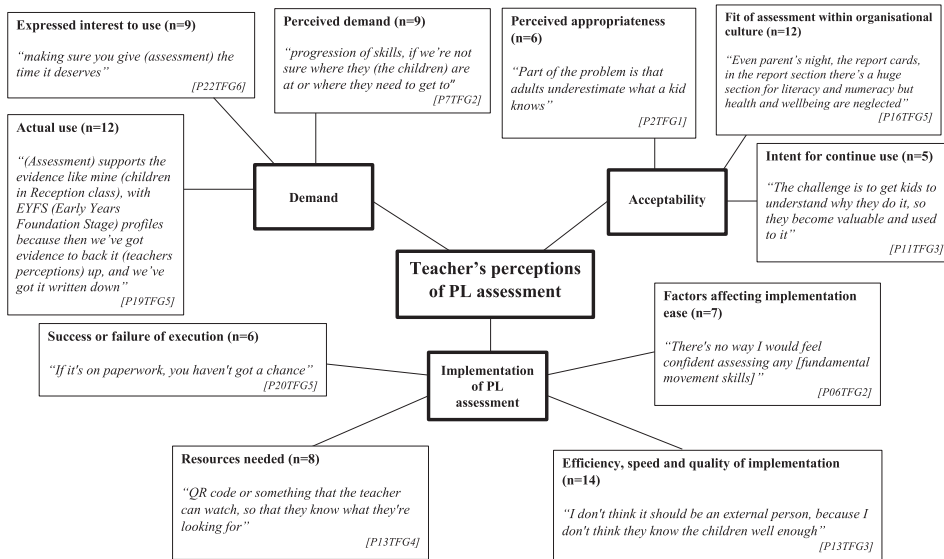 Expressed interest to use (n=9)
“making sure you give (assessment) the
time it deserves”
[P22TFG6]
Perceived demand (n=9)
“progression of skills, if we’re not
sure where they (the children) are
at or where they need to get to"
[P7TFG2]
Perceived appropriateness
(n=6)
“Part of the problem is that
adults underestimate what a kid
knows”
[P2TFG1]
Fit of assessment within organisational
culture (n=12)
“Even parent’s night, the report cards,
in the report section there’s a huge
section for literacy and numeracy but
health and wellbeing are neglected”
[P16TFG5]
Actual use (n=12)
“(Assessment) supports the
evidence like mine (children
in Reception class), with
EYFS (Early Years
Foundation Stage) profiles
because then we’ve got
evidence to back it (teachers
perceptions) up, and we’ve
got it written down”
[P19TFG5]
Demand
Acceptability
Intent for continue use (n=5)
“The challenge is to get kids to
understand why they do it, so
they become valuable and used
to it”
[P11TFG3]
Teacher’s perceptions
of PL assessment
Success or failure of execution (n=6)
“If it's on paperwork, you haven't got a chance”
[P20TFG5]
Implementation
of PL
assessment
Factors affecting implementation
ease (n=7)
“There's no way I would feel
confident assessing any [fundamental
movement skills]”
[P06TFG2]
Resources needed (n=8)
“QR code or something that the teacher
can watch, so that they know what they're
looking for”
[P13TFG4]
Efficiency, speed and quality of implementation
(n=14)
“I don't think it should be an external person, because I
don't think they know the children well enough”
[P13TFG3]